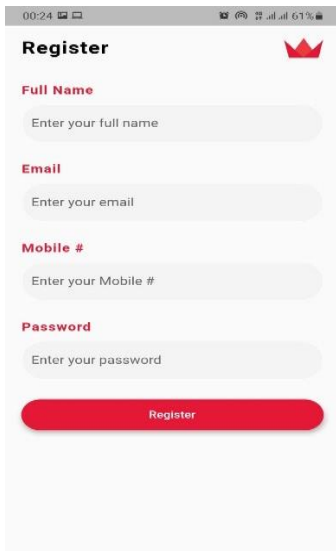 00:24 61%
Register
Full Name
Enter your full name
Email
Enter your email
Mobile #
Enter your Mobile #
Password
Enter your password
Register